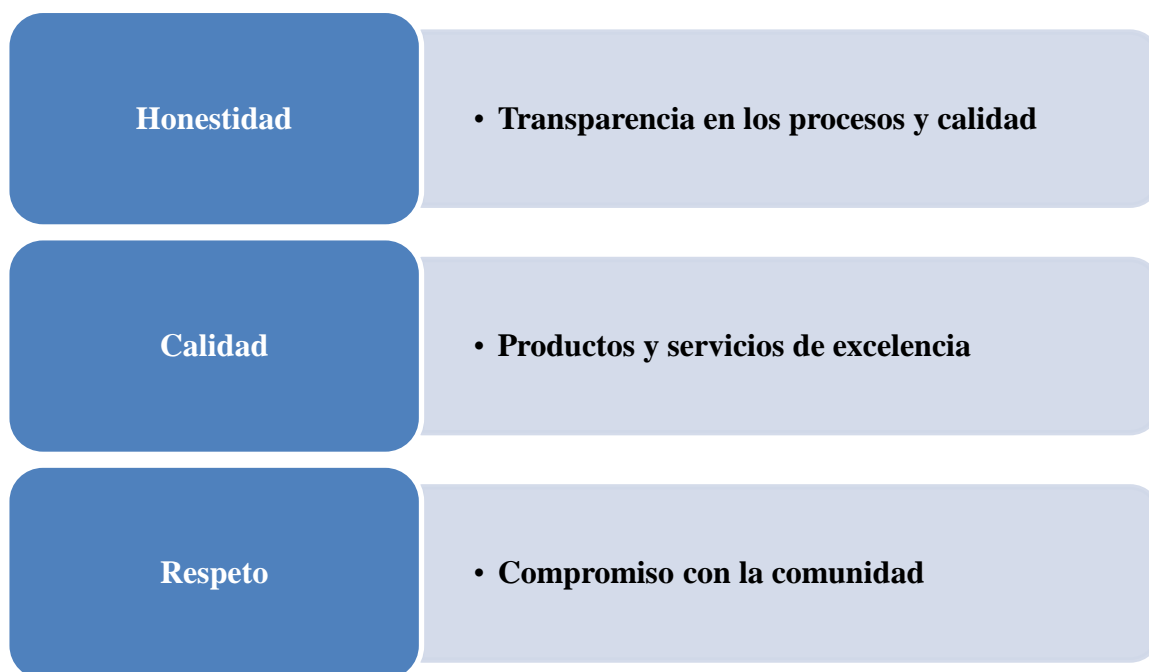 Honestidad
• Transparencia en los procesos y calidad
Calidad
• Productos y servicios de excelencia
Respeto
• Compromiso con la comunidad